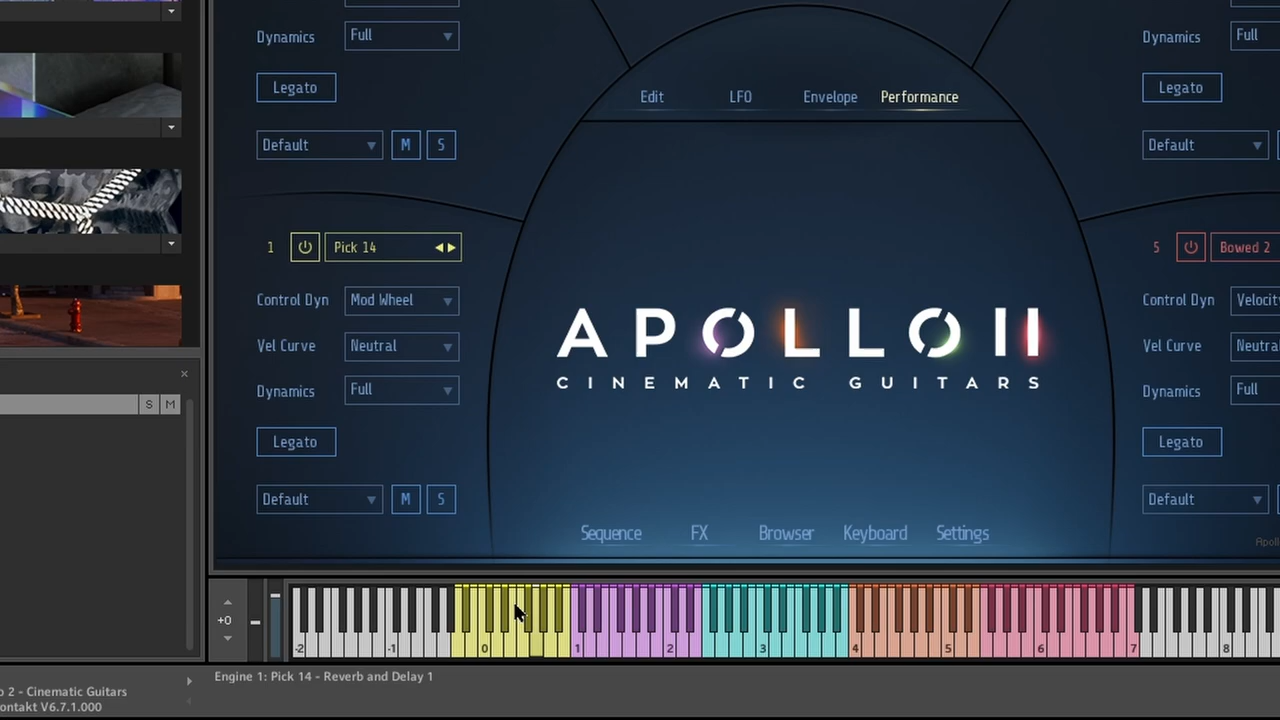 Dynamics Full
Dynamics Full
Legato
Legato
Edit LFO Envelope Performance
Default M S
Default
1 Pick 14
5 Bowed 2
Control Dyn Mod Wheel
Control Dyn Velocit
Vel Curve Neutral
Vel Curve Neutra
APOLLO II
CINEMATIC GUITARS
Dynamics Full
Dynamics Full
S M
Legato
Legato
Default M S
Default
Sequence FX Browser Keyboard Settings
Apoll
+0
-2 -1 0 1 2 3 4 5 6 7 8
Engine 1: Pick 14 - Reverb and Delay 1
o 2 - Cinematic Guitars
ontakt V6.7.1.000